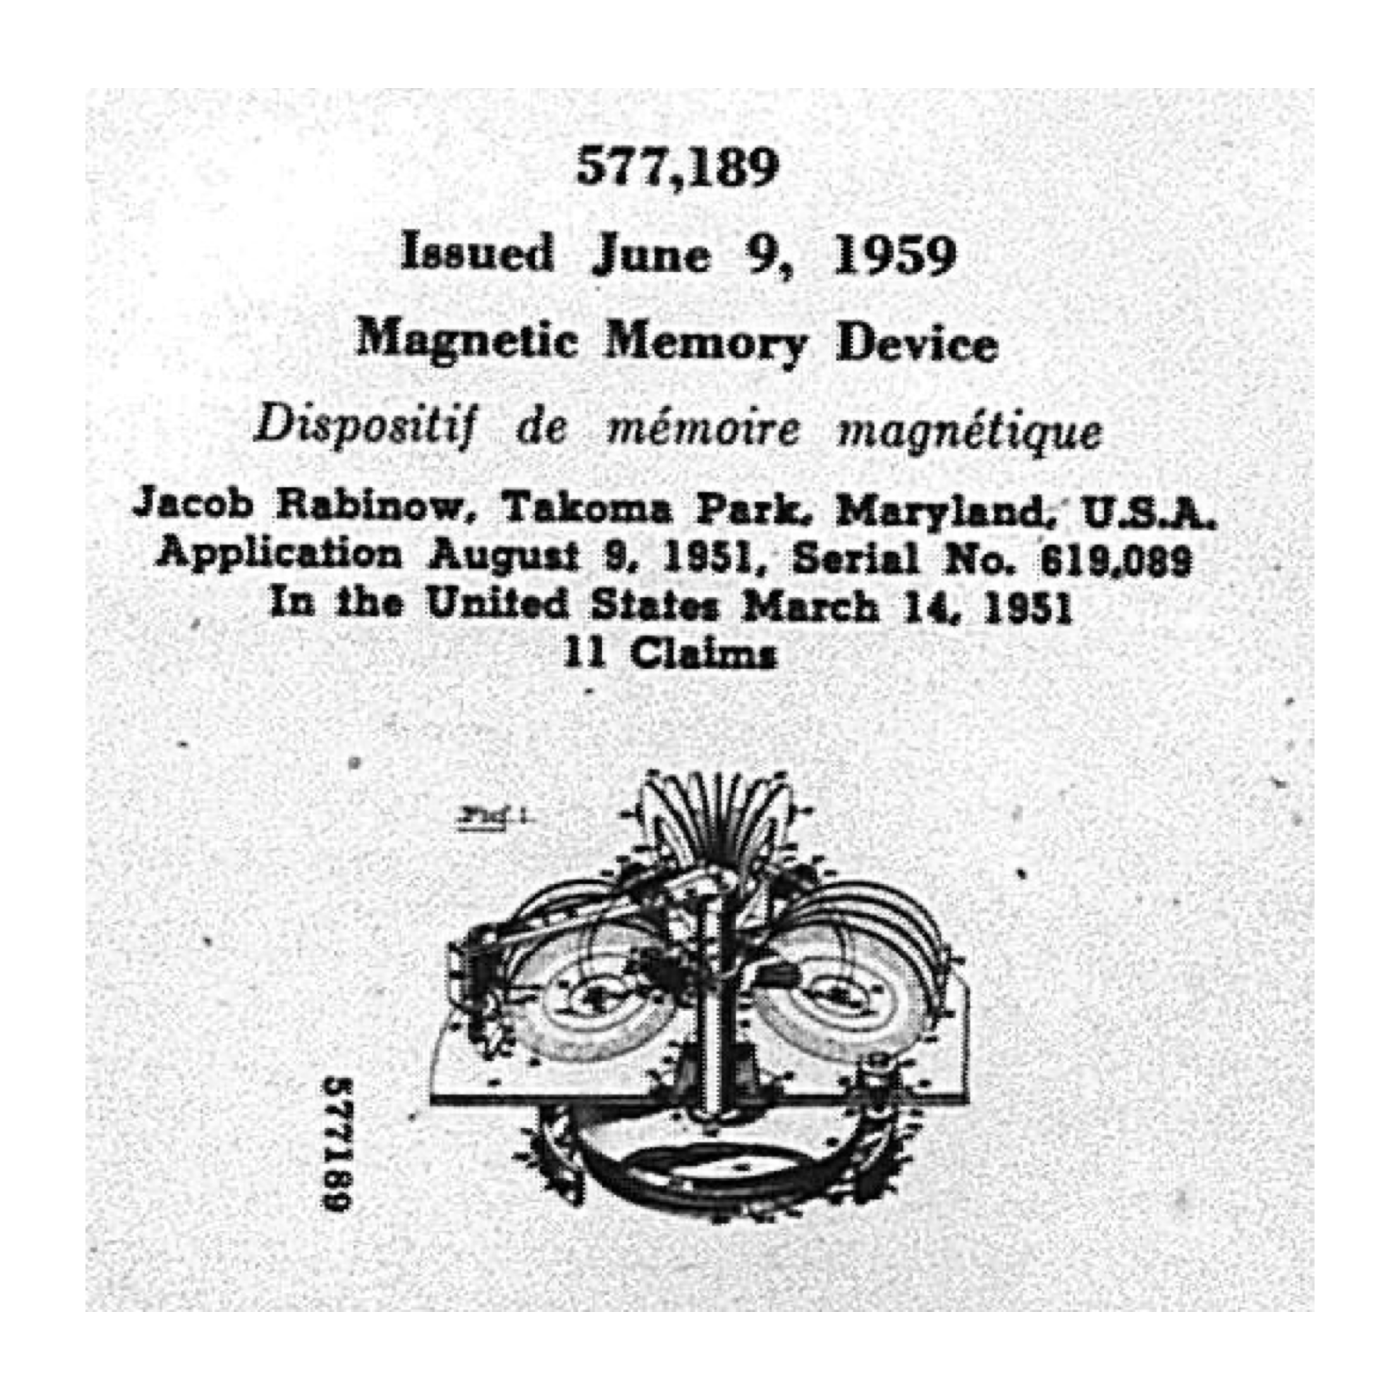 577,189
Issued June 9, 1959
Magnetic Memory Device
Dispositif de mémoire magnétique
Jacob Rabinow, Takoma Park, Maryland, U.S.A.
Application August 9, 1951, Serial No. 619,089
In the United States March 14, 1951
11 Claims
Fig. 1.
577189